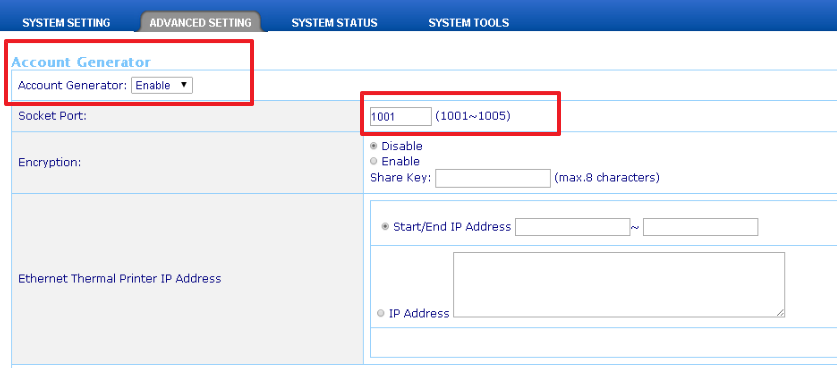 SYSTEM SETTING ADVANCED SETTING SYSTEM STATUS SYSTEM TOOLS
Account Generator
Account Generator: Enable
Socket Port: 1001 (1001~1005)
Disable
Encryption: Enable
Share Key: (max.8 characters)
Start/End IP Address ~
Ethernet Thermal Printer IP Address
IP Address